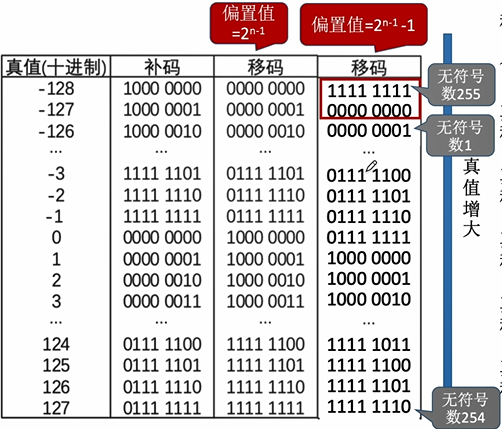 偏置值
=2ⁿ⁻¹
偏置值=2ⁿ⁻¹ -1
真值(十进制) 补码 移码 移码
-128 1000 0000 0000 0000 1111 1111
无符号
数255
-127 1000 0001 0000 0001 0000 0000
-126 1000 0010 0000 0010 0000 0001
无符号
数1
... ... ... ...
-3 1111 1101 0111 1101 0111 1100
-2 1111 1110 0111 1110 0111 1101
-1 1111 1111 0111 1111 0111 1110
0 0000 0000 1000 0000 0111 1111
1 0000 0001 1000 0001 1000 0000
2 0000 0010 1000 0010 1000 0001
3 0000 0011 1000 0011 1000 0010
... ... ... ...
124 0111 1100 1111 1100 1111 1011
125 0111 1101 1111 1101 1111 1100
126 0111 1110 1111 1110 1111 1101
127 0111 1111 1111 1111 1111 1110
无符号
数254
真值增大